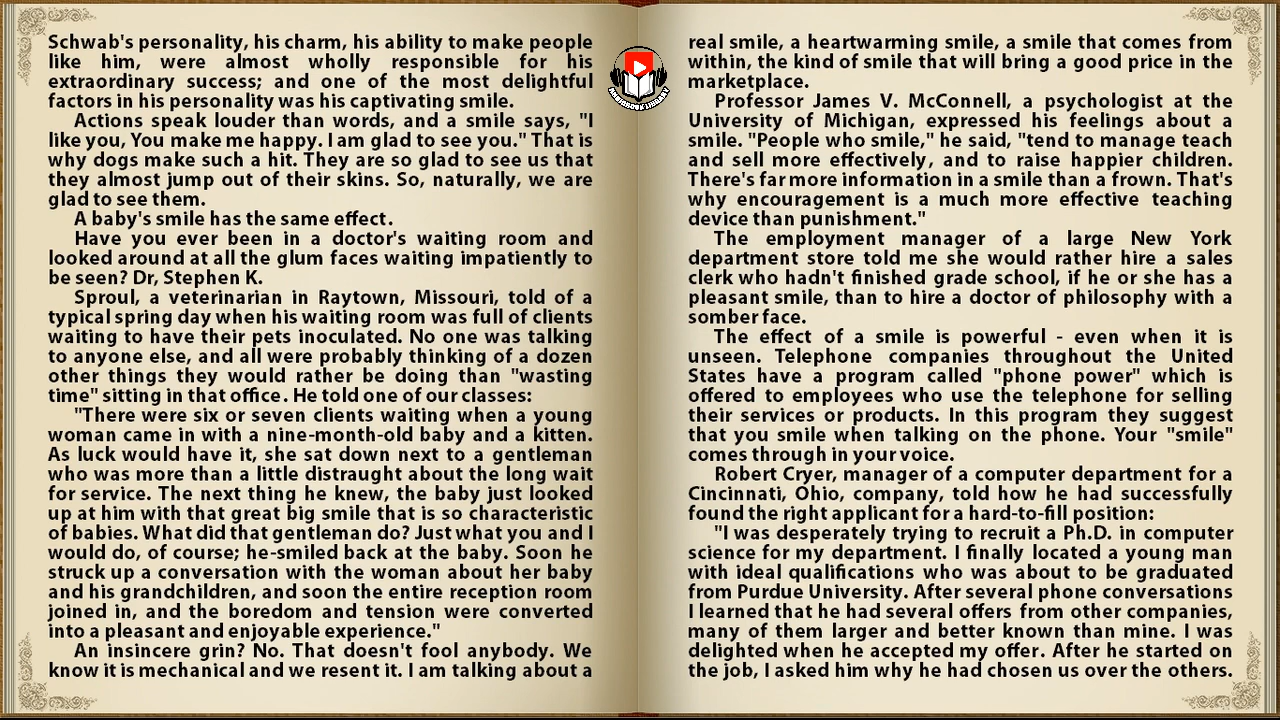 Schwab's personality, his charm, his ability to make people
like him, were almost wholly responsible for his
extraordinary success; and one of the most delightful
factors in his personality was his captivating smile.
Actions speak louder than words, and a smile says, "I
like you, You make me happy. I am glad to see you." That is
why dogs make such a hit. They are so glad to see us that
they almost jump out of their skins. So, naturally, we are
glad to see them.
A baby's smile has the same effect.
Have you ever been in a doctor's waiting room and
looked around at all the glum faces waiting impatiently to
be seen? Dr, Stephen K.
Sproul, a veterinarian in Raytown, Missouri, told of a
typical spring day when his waiting room was full of clients
waiting to have their pets inoculated. No one was talking
to anyone else, and all were probably thinking of a dozen
other things they would rather be doing than "wasting
time" sitting in that office. He told one of our classes:
"There were six or seven clients waiting when a young
woman came in with a nine-month-old baby and a kitten.
As luck would have it, she sat down next to a gentleman
who was more than a little distraught about the long wait
for service. The next thing he knew, the baby just looked
up at him with that great big smile that is so characteristic
of babies. What did that gentleman do? Just what you and I
would do, of course; he-smiled back at the baby. Soon he
struck up a conversation with the woman about her baby
and his grandchildren, and soon the entire reception room
joined in, and the boredom and tension were converted
into a pleasant and enjoyable experience."
An insincere grin? No. That doesn't fool anybody. We
know it is mechanical and we resent it. I am talking about a
real smile, a heartwarming smile, a smile that comes from
within, the kind of smile that will bring a good price in the
marketplace.
Professor James V. McConnell, a psychologist at the
University of Michigan, expressed his feelings about a
smile. "People who smile," he said, "tend to manage teach
and sell more effectively, and to raise happier children.
There's far more information in a smile than a frown. That's
why encouragement is a much more effective teaching
device than punishment."
The employment manager of a large New York
department store told me she would rather hire a sales
clerk who hadn't finished grade school, if he or she has a
pleasant smile, than to hire a doctor of philosophy with a
somber face.
The effect of a smile is powerful - even when it is
unseen. Telephone companies throughout the United
States have a program called "phone power" which is
offered to employees who use the telephone for selling
their services or products. In this program they suggest
that you smile when talking on the phone. Your "smile"
comes through in your voice.
Robert Cryer, manager of a computer department for a
Cincinnati, Ohio, company, told how he had successfully
found the right applicant for a hard-to-fill position:
"I was desperately trying to recruit a Ph.D. in computer
science for my department. I finally located a young man
with ideal qualifications who was about to be graduated
from Purdue University. After several phone conversations
I learned that he had several offers from other companies,
many of them larger and better known than mine. I was
delighted when he accepted my offer. After he started on
the job, I asked him why he had chosen us over the others.